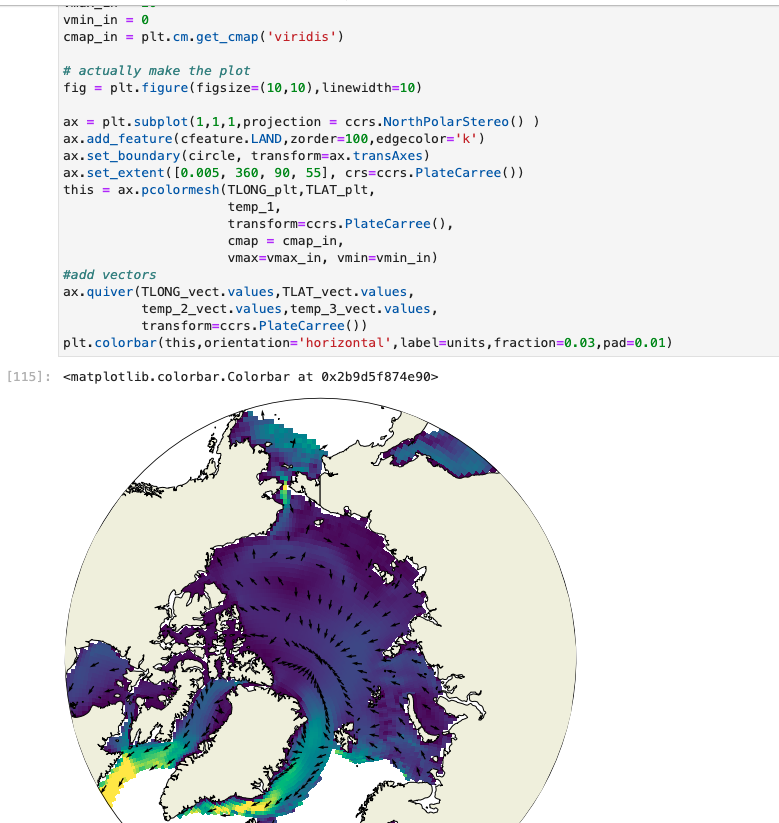 vmin_in = 0
cmap_in = plt.cm.get_cmap('viridis')
# actually make the plot
fig = plt.figure(figsize=(10,10),linewidth=10)
ax = plt.subplot(1,1,1,projection = ccrs.NorthPolarStereo() )
ax.add_feature(cfeature.LAND,zorder=100,edgecolor='k')
ax.set_boundary(circle, transform=ax.transAxes)
ax.set_extent([0.005, 360, 90, 55], crs=ccrs.PlateCarree())
this = ax.pcolormesh(TLONG_plt,TLAT_plt,
temp_1,
transform=ccrs.PlateCarree(),
cmap = cmap_in,
vmax=vmax_in, vmin=vmin_in)
#add vectors
ax.quiver(TLONG_vect.values,TLAT_vect.values,
temp_2_vect.values,temp_3_vect.values,
transform=ccrs.PlateCarree())
plt.colorbar(this,orientation='horizontal',label=units,fraction=0.03,pad=0.01)
[115]: <matplotlib.colorbar.Colorbar at 0x2b9d5f874e90>